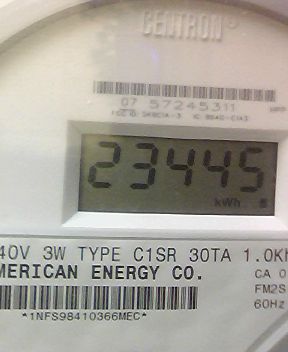 CENTRON
07 57245311
23445
kWh
40V 3W TYPE C1SR 30TA 1.0Kh
MERICAN ENERGY CO.
CA 0
FM2S
60Hz
*1NFS98410366MEC*